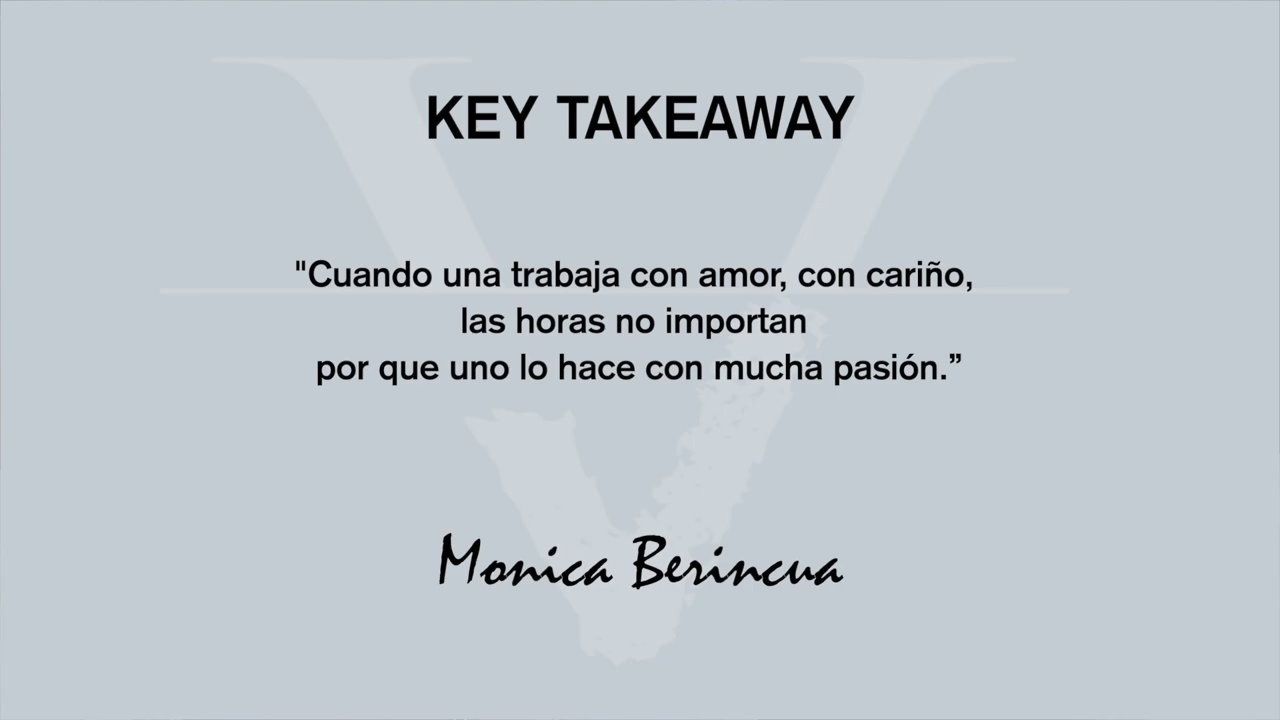 KEY TAKEAWAY
"Cuando una trabaja con amor, con cariño,
las horas no importan
por que uno lo hace con mucha pasión.”
Monica Berincua